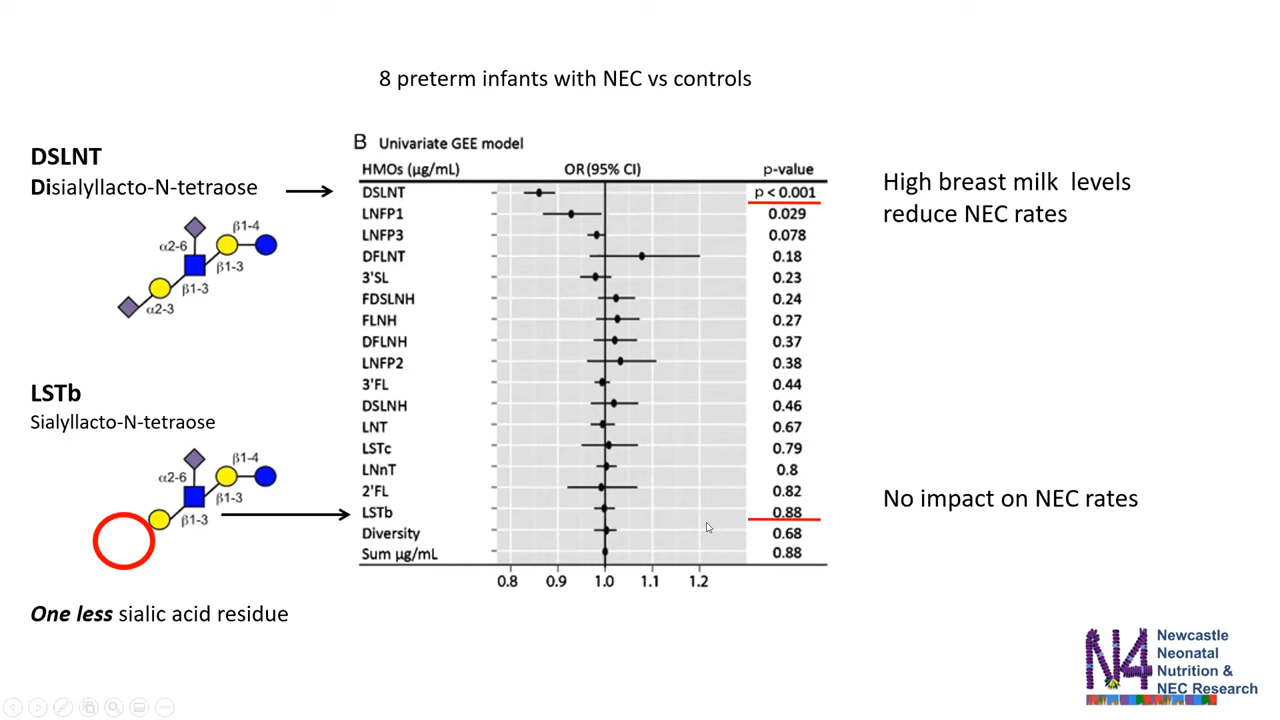 8 preterm infants with NEC vs controls
DSLNT
Disialyllacto-N-tetraose
α2-6
β1-4
β1-3
β1-3
α2-3
LSTb
Sialyllacto-N-tetraose
α2-6
β1-4
β1-3
β1-3
One less sialic acid residue
B Univariate GEE model
HMOs (µg/mL) OR (95% CI) p-value
DSLNT p < 0.001
LNFP1 0.029
LNFP3 0.078
DFLNT 0.18
3'SL 0.23
FDSLNH 0.24
FLNH 0.27
DFLNH 0.37
LNFP2 0.38
3'FL 0.44
DSLNH 0.46
LNT 0.67
LSTc 0.79
LNnT 0.8
2'FL 0.82
LSTb 0.88
Diversity 0.68
Sum µg/mL 0.88
0.8 0.9 1.0 1.1 1.2
High breast milk levels
reduce NEC rates
No impact on NEC rates
N4
Newcastle
Neonatal
Nutrition &
NEC Research